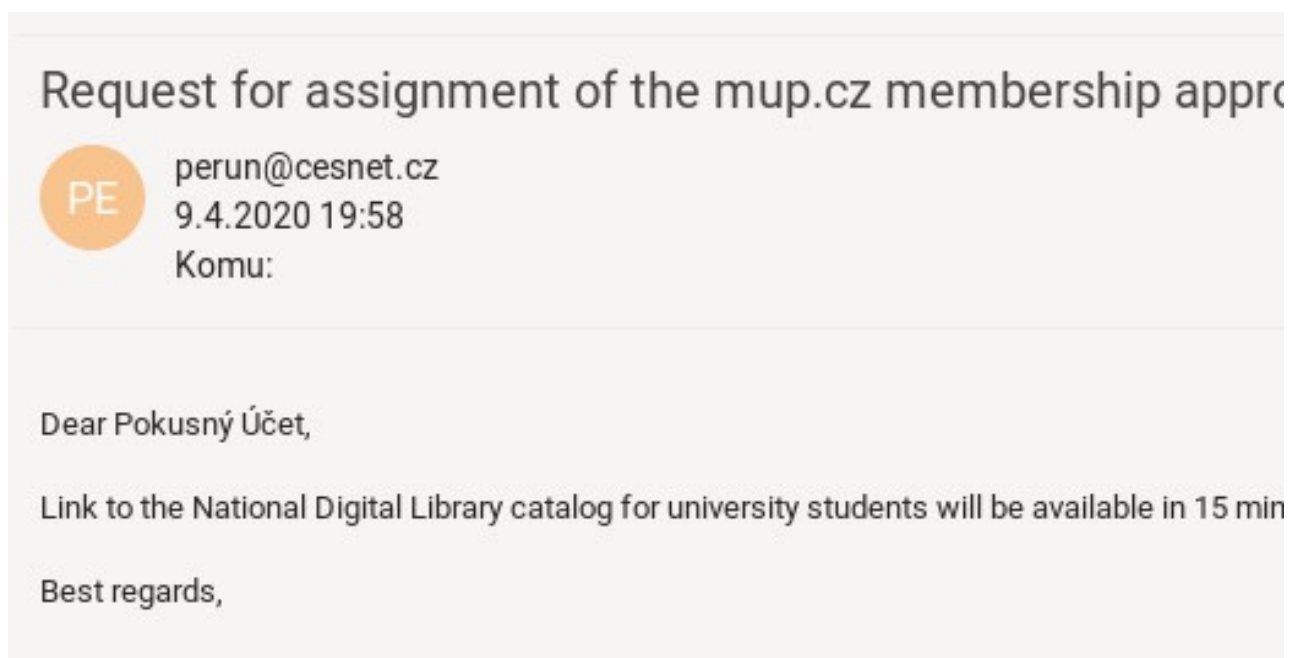 Request for assignment of the mup.cz membership appro
PE
perun@cesnet.cz
9.4.2020 19:58
Komu:
Dear Pokusný Účet,
Link to the National Digital Library catalog for university students will be available in 15 min
Best regards,